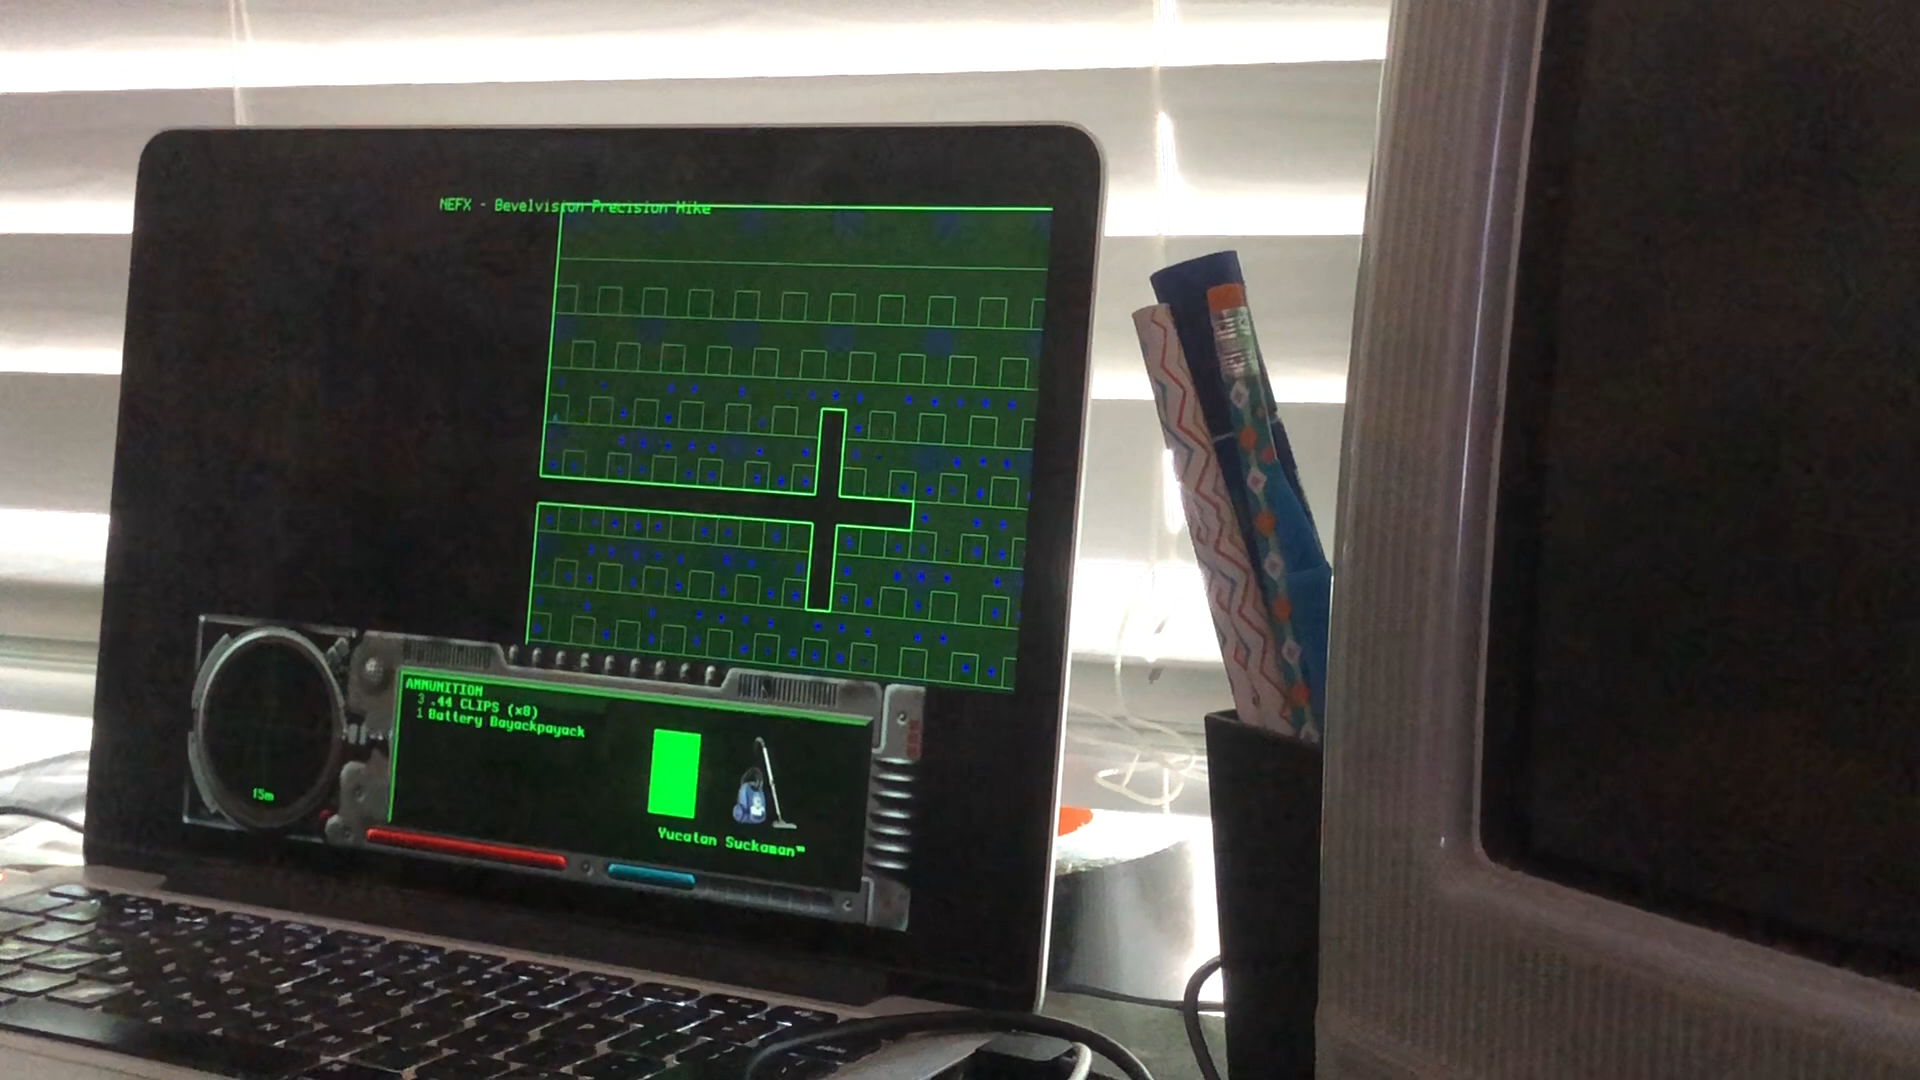 NEFX - Bevelvision Precision Mike
AMMUNITION
3 .44 CLIPS (x8)
1 Battery Bayackpayack
15m
Yucatan Suckaman™